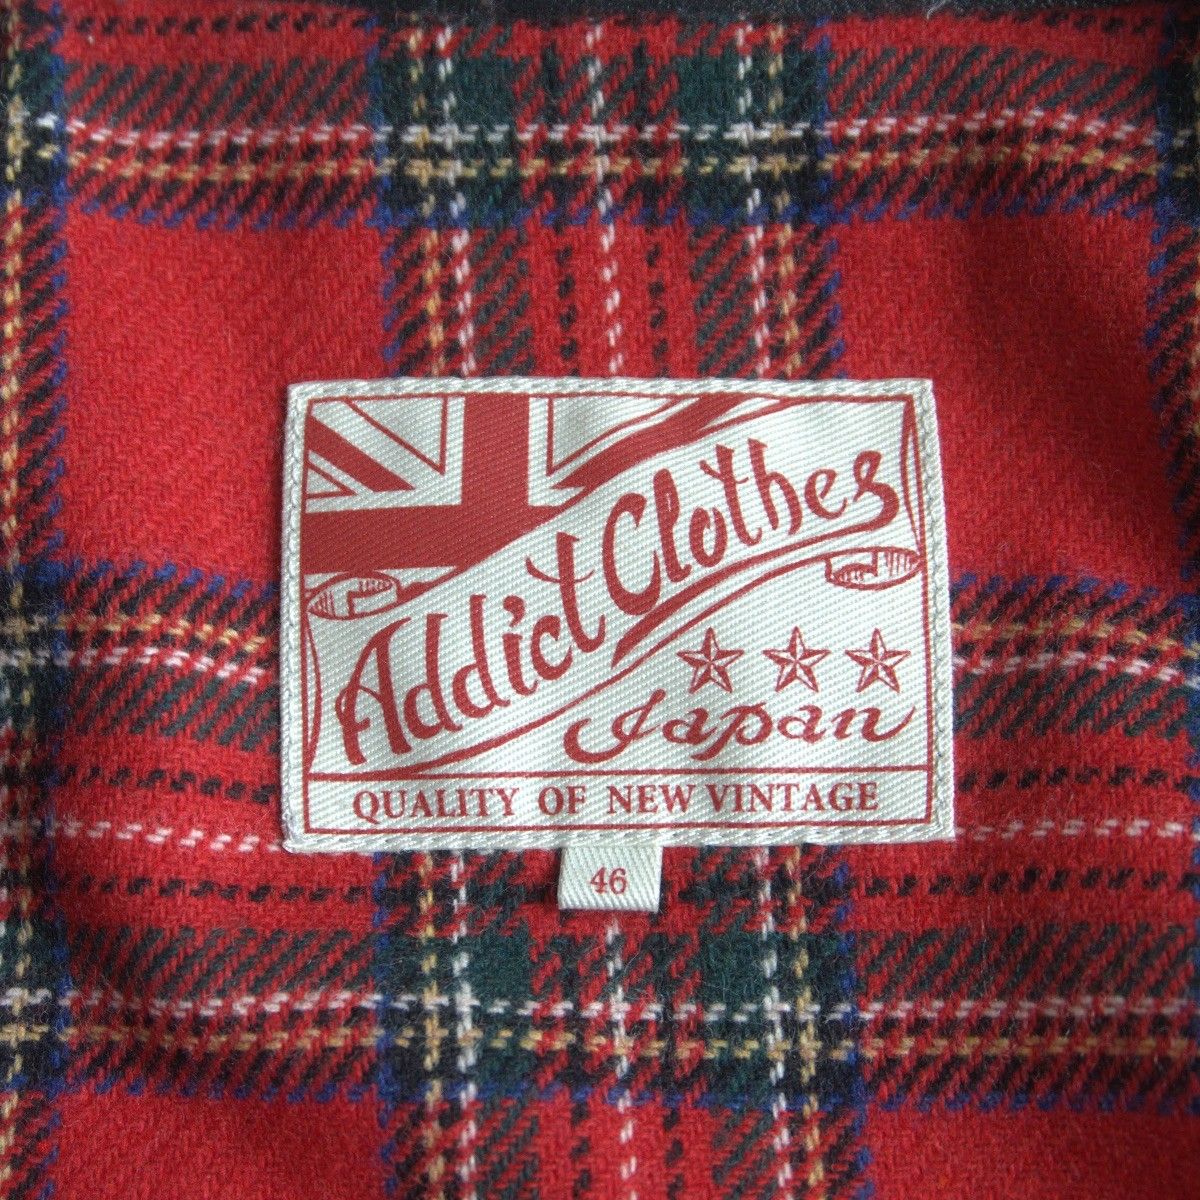 Addict Clothes
Japan
QUALITY OF NEW VINTAGE
46